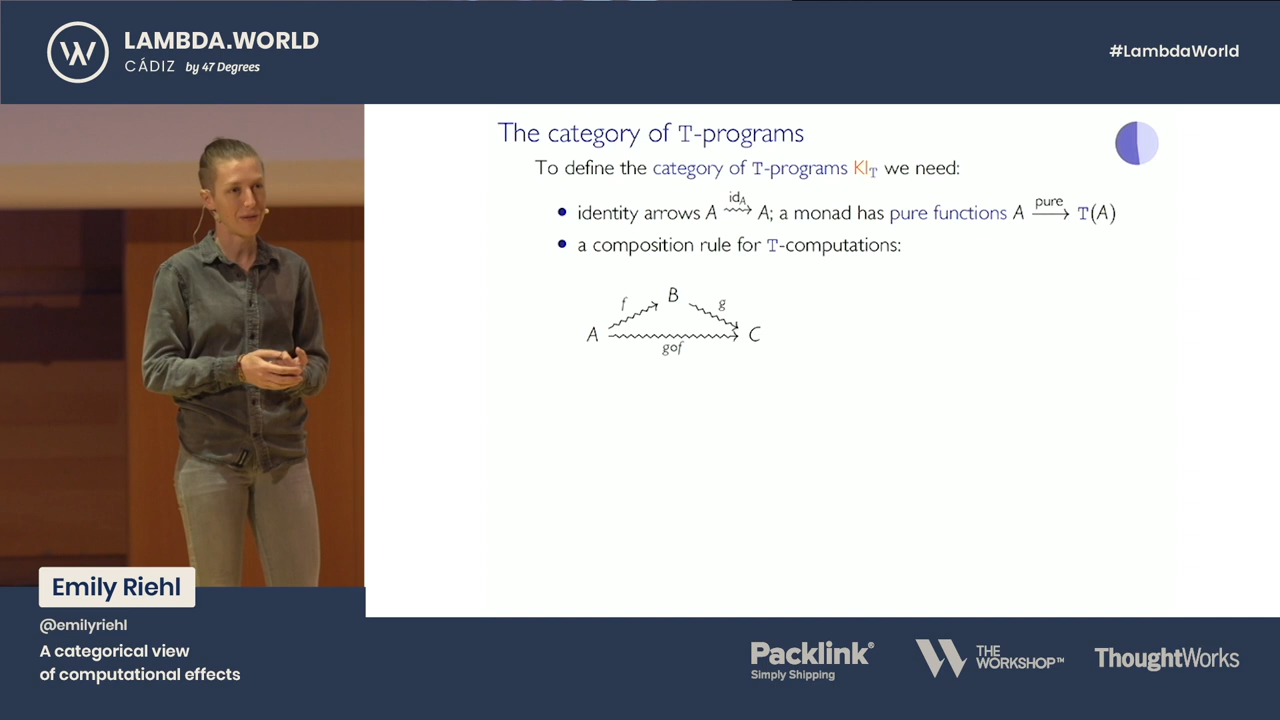 LAMBDA.WORLD
CÁDIZ by 47 Degrees
#LambdaWorld
The category of T-programs
To define the category of T-programs Kl_T we need:
• identity arrows A id_A ⇝ A; a monad has pure functions A pure → T(A)
• a composition rule for T-computations:
B
f g
A C
g∘f
Emily Riehl
@emilyriehl
A categorical view
of computational effects
Packlink®
Simply Shipping
THE
WORKSHOP™
ThoughtWorks